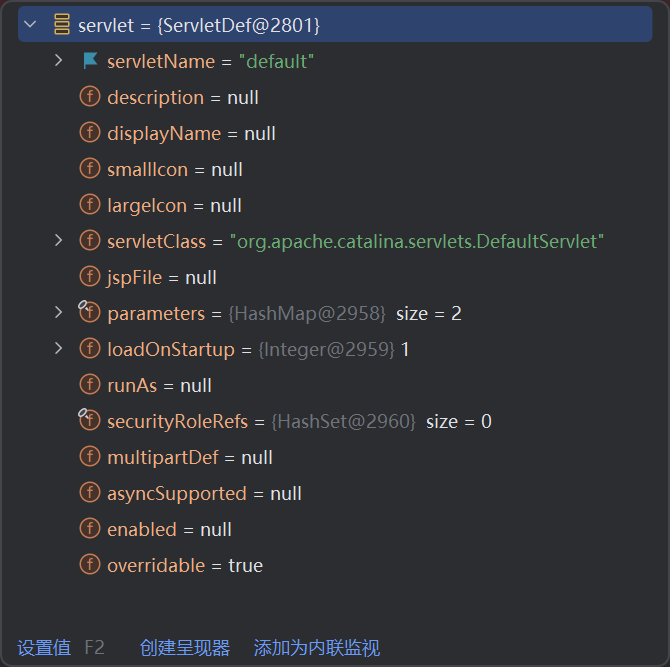 servlet = {ServletDef@2801}
servletName = "default"
description = null
displayName = null
smallIcon = null
largeIcon = null
servletClass = "org.apache.catalina.servlets.DefaultServlet"
jspFile = null
parameters = {HashMap@2958} size = 2
loadOnStartup = {Integer@2959} 1
runAs = null
securityRoleRefs = {HashSet@2960} size = 0
multipartDef = null
asyncSupported = null
enabled = null
overridable = true
设置值 F2 创建呈现器 添加为内联监视